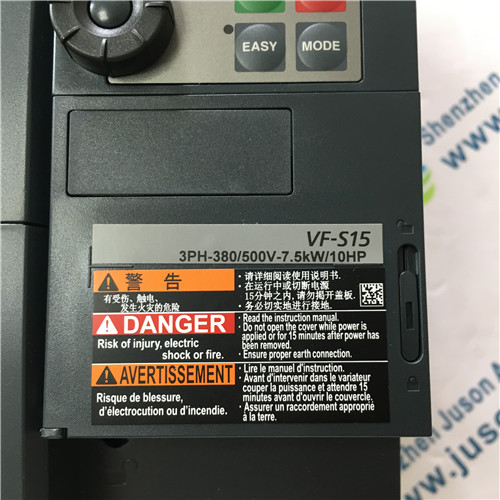 EASY
MODE
VF-S15
3PH-380/500V-7.5kW/10HP
警告
有受伤、触电、
发生火灾的危险
• 请详细阅读使用说明书。
• 在运行中或切断电源
15分钟之内,请勿揭开盖板.
• 务必切实地进行接地.
DANGER
Risk of injury, electric
shock or fire.
• Read the instruction manual.
• Do not open the cover while power is
applied or for 15 minutes after power has
been removed.
• Ensure proper earth connection.
AVERTISSEMENT
Risque de blessure,
d'électrocution ou d'incendie.
• Lire le manuel d'instruction.
• Avant d'intervenir dans le variateur
couper la puissance et attendre 15
minutes avant d'ouvrir le couvercle.
• Assurer un raccordement approprié
à la terre.
Shenzhen
www.
Shenzhen Juson A
www.juso